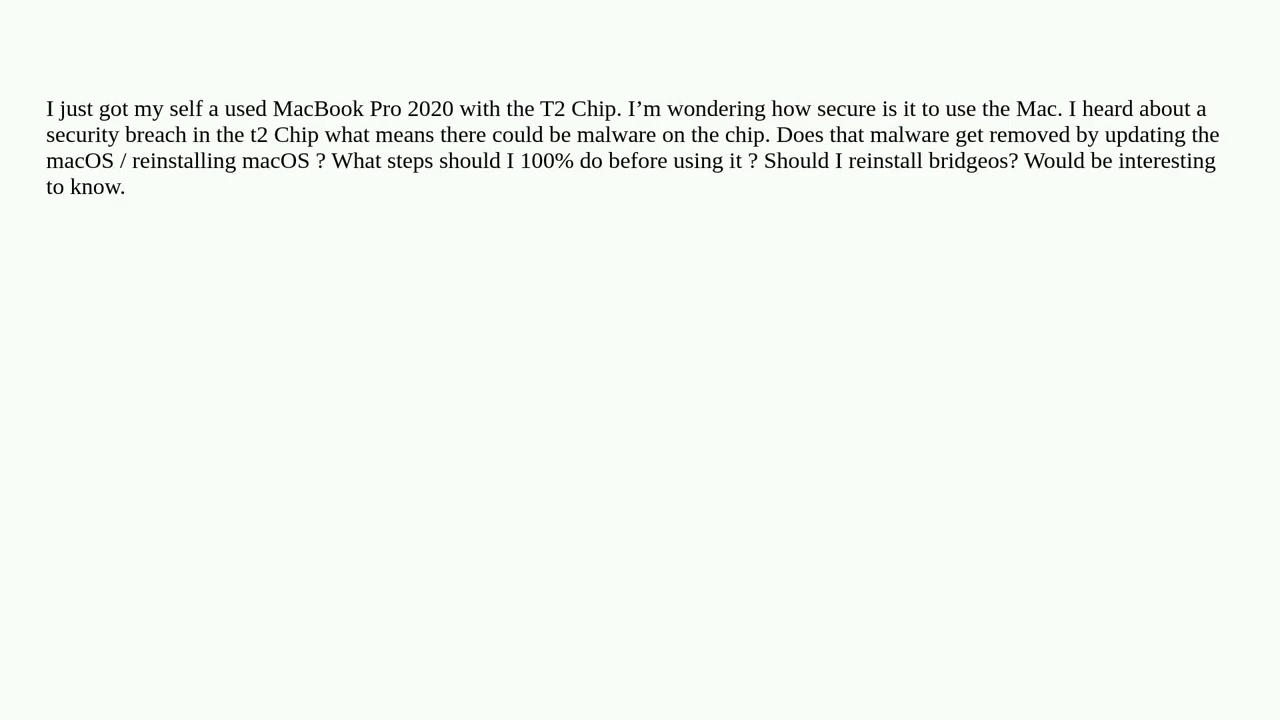 I just got my self a used MacBook Pro 2020 with the T2 Chip. I’m wondering how secure is it to use the Mac. I heard about a
security breach in the t2 Chip what means there could be malware on the chip. Does that malware get removed by updating the
macOS / reinstalling macOS ? What steps should I 100% do before using it ? Should I reinstall bridgeos? Would be interesting
to know.